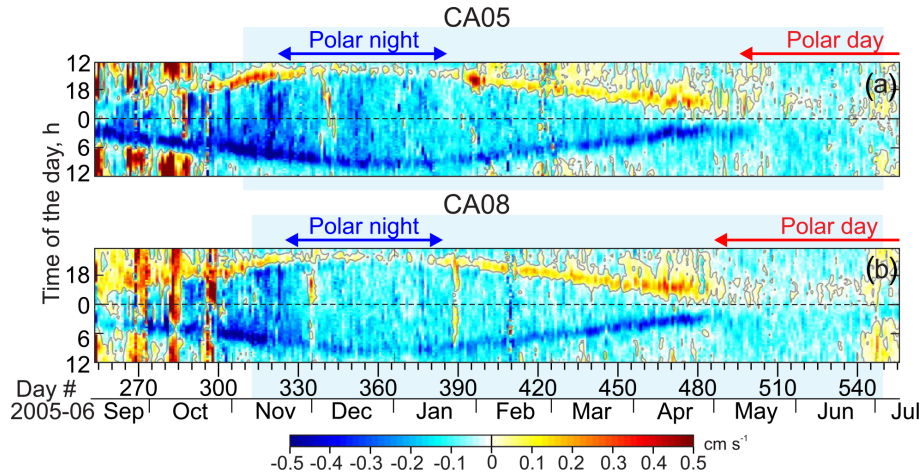 CA05
Polar night
Polar day
12
18
0
6
12
(a)
CA08
Polar night
Polar day
18
0
6
12
(b)
Time of the day, h
Day # 270 300 330 360 390 420 450 480 510 540
2005-06 Sep Oct Nov Dec Jan Feb Mar Apr May Jun Jul
-0.5 -0.4 -0.3 -0.2 -0.1 0 0.1 0.2 0.3 0.4 0.5 cm s⁻¹